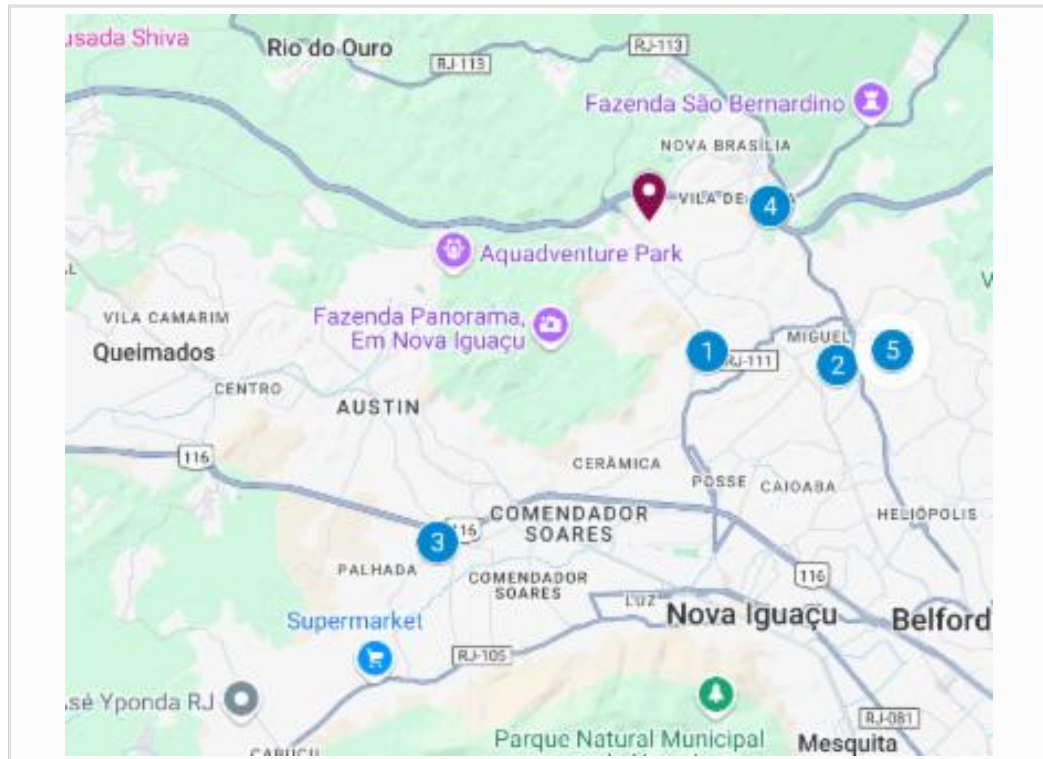 usada Shiva
Rio do Ouro
RJ-113
RJ-113
Fazenda São Bernardino
NOVA BRASÍLIA
VILA DE
4
Aquadventure Park
VILA CAMARIM
Fazenda Panorama,
Em Nova Iguaçu
Queimados
1
RJ-111
MIGUEL
2
5
CENTRO
AUSTIN
116
CERÂMICA
POSSE
CAIOABA
COMENDADOR
SOARES
HELIÓPOLIS
3
16
PALHADA
COMENDADOR
SOARES
116
LUZ
Nova Iguaçu
Belford
Supermarket
RJ-105
sé Yponda RJ
RJ-081
Parque Natural Municipal
Mesquita